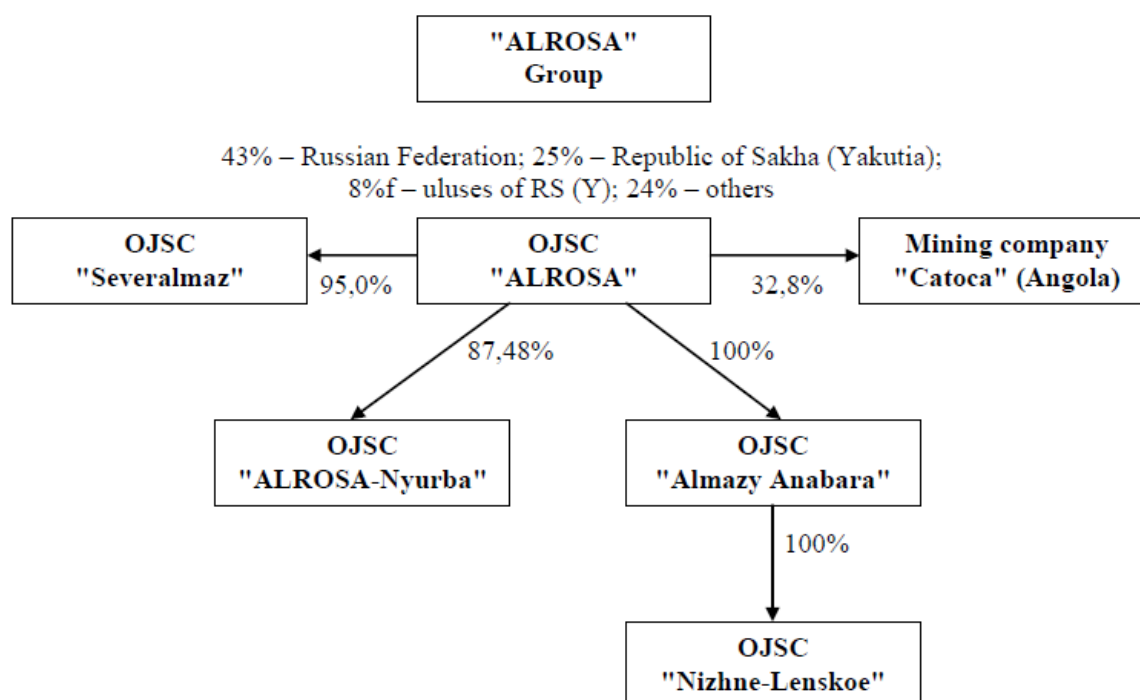 "ALROSA"
Group
43% – Russian Federation; 25% – Republic of Sakha (Yakutia);
8%f – uluses of RS (Y); 24% – others
OJSC
"Severalmaz"
95,0%
OJSC
"ALROSA"
32,8%
Mining company
"Catoca" (Angola)
87,48%
100%
OJSC
"ALROSA-Nyurba"
OJSC
"Almazy Anabara"
100%
OJSC
"Nizhne-Lenskoe"